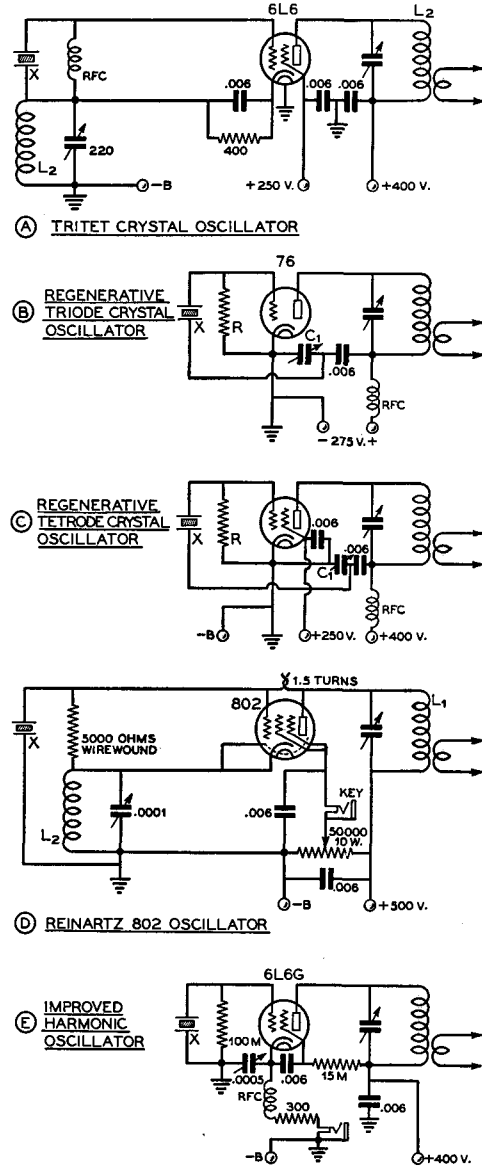 6L6
L2
X
RFC
.006
.006
.006
L2
220
400
-B
+250 V.
+400 V.
A TRITET CRYSTAL OSCILLATOR
76
B REGENERATIVE
TRIODE CRYSTAL
OSCILLATOR
X
R
C1
.006
RFC
- 275 V. +
C REGENERATIVE
TETRODE CRYSTAL
OSCILLATOR
X
R
.006
C1
.006
RFC
-B
+250 V.
+400 V.
1.5 TURNS
802
L1
X
5000 OHMS
WIREWOUND
KEY
L2
.0001
.006
50000
10 W.
.006
-B
+500 V.
D REINARTZ 802 OSCILLATOR
6L6G
E IMPROVED
HARMONIC
OSCILLATOR
X
100 M
.0005
.006
15 M
RFC
300
.006
-B
+400 V.